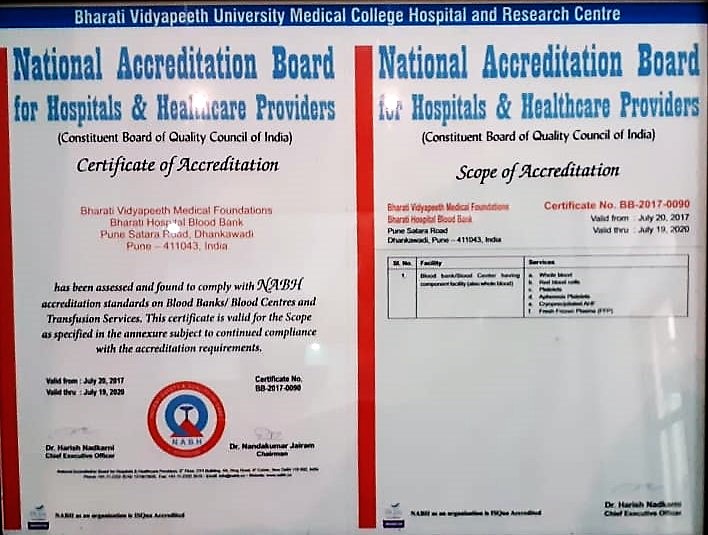 Bharati Vidyapeeth University Medical College Hospital and Research Centre
National Accreditation Board
for Hospitals & Healthcare Providers
(Constituent Board of Quality Council of India)
Certificate of Accreditation
Bharati Vidyapeeth Medical Foundations
Bharati Hospital Blood Bank
Pune Satara Road, Dhankawadi
Pune – 411043, India
has been assessed and found to comply with NABH
accreditation standards on Blood Banks/ Blood Centres and
Transfusion Services. This certificate is valid for the Scope
as specified in the annexure subject to continued compliance
with the accreditation requirements.
Valid from : July 20, 2017
Valid thru : July 19, 2020
Certificate No.
BB-2017-0090
NABH
Dr. Harish Nadkarni
Chief Executive Officer
Dr. Nandakumar Jairam
Chairman
National Accreditation Board for Hospitals & Healthcare Providers,
NABH as an organisation is ISQua Accredited
National Accreditation Board
for Hospitals & Healthcare Providers
(Constituent Board of Quality Council of India)
Scope of Accreditation
Bharati Vidyapeeth Medical Foundations
Bharati Hospital Blood Bank
Pune Satara Road
Dhankawadi, Pune – 411043, India
Certificate No. BB-2017-0090
Valid from : July 20, 2017
Valid thru : July 19, 2020
Sl. No. Facility Services
1. Blood bank/Blood Center having
component facility (also whole blood)
a. Whole blood
b. Red blood cells
c. Platelets
d. Apheresis Platelets
e. Cryoprecipitated AHF
f. Fresh Frozen Plasma (FFP)
Dr. Harish Nadkarni
Chief Executive Officer
NABH as an organisation is ISQua Accredited